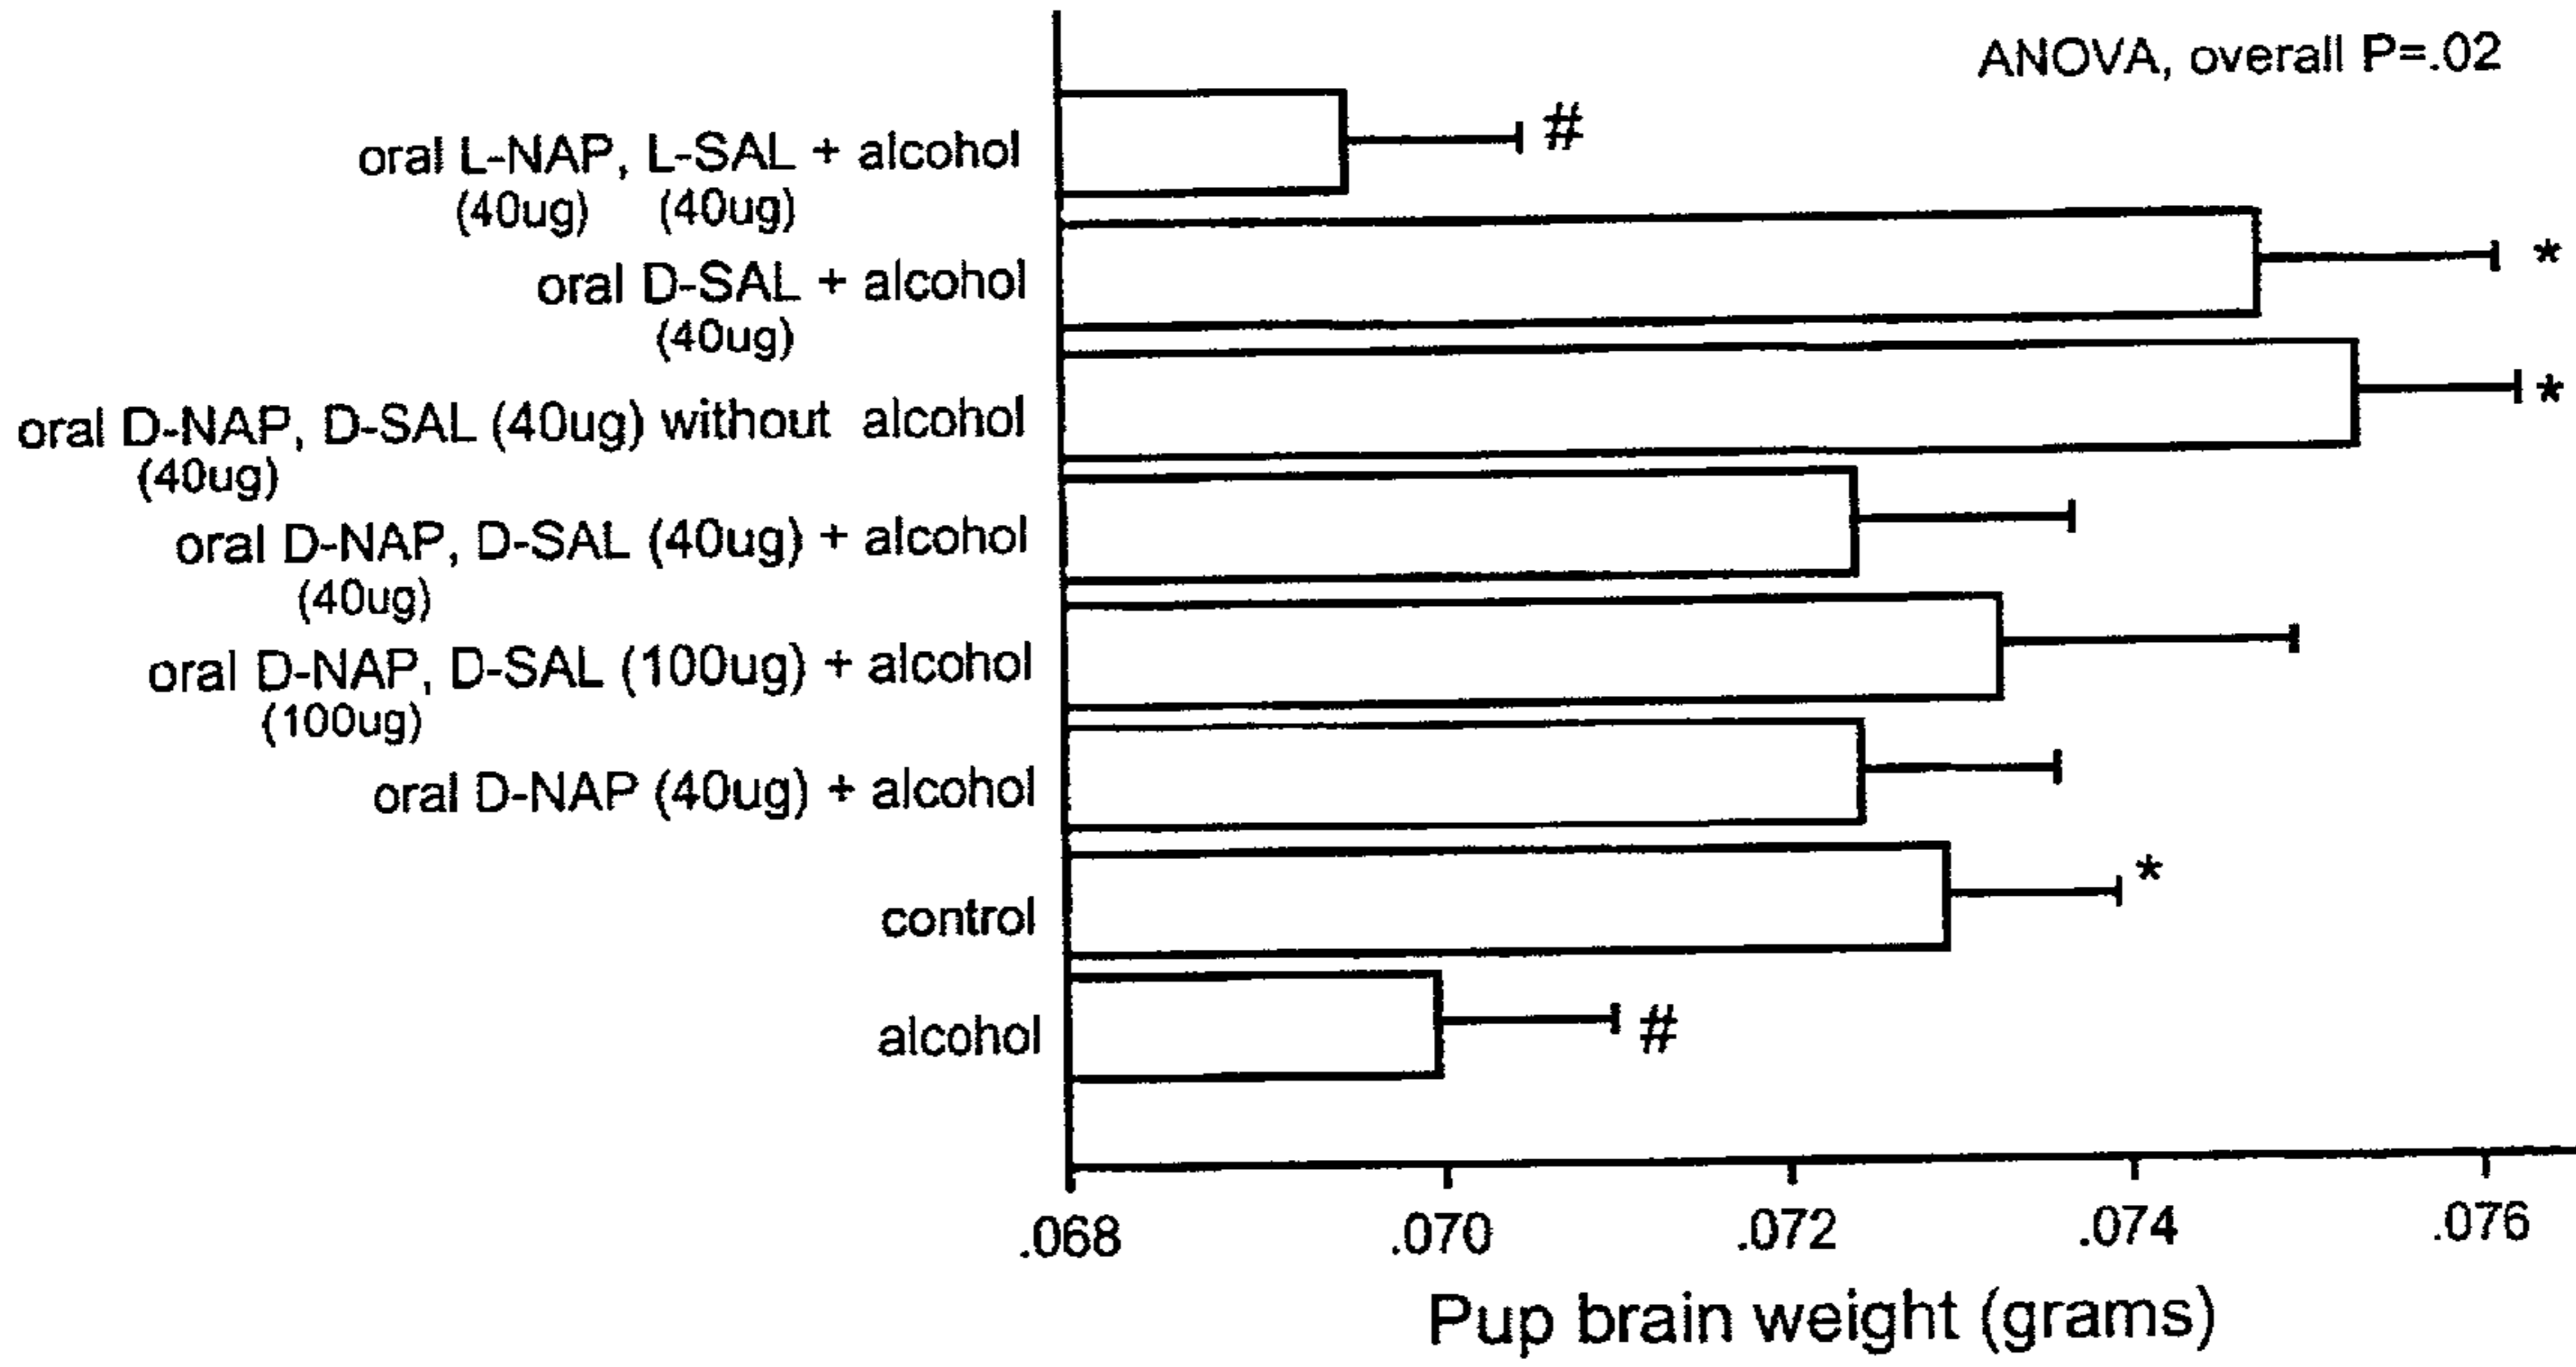 ANOVA, overall P=.02
oral L-NAP, L-SAL + alcohol #
(40ug) (40ug)
oral D-SAL + alcohol *
(40ug)
oral D-NAP, D-SAL (40ug) without alcohol *
(40ug)
oral D-NAP, D-SAL (40ug) + alcohol
(40ug)
oral D-NAP, D-SAL (100ug) + alcohol
(100ug)
oral D-NAP (40ug) + alcohol
control *
alcohol #
.068 .070 .072 .074 .076
Pup brain weight (grams)